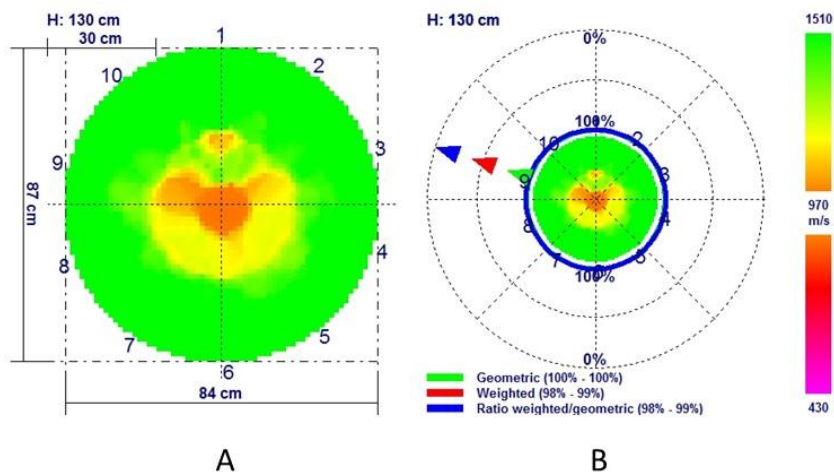 H: 130 cm
30 cm
1
2
3
4
5
6
7
8
9
10
87 cm
84 cm
A
H: 130 cm
0%
100%
2
3
4
5
7
8
9
10
100%
0%
Geometric (100% - 100%)
Weighted (98% - 99%)
Ratio weighted/geometric (98% - 99%)
B
1510
970
m/s
430